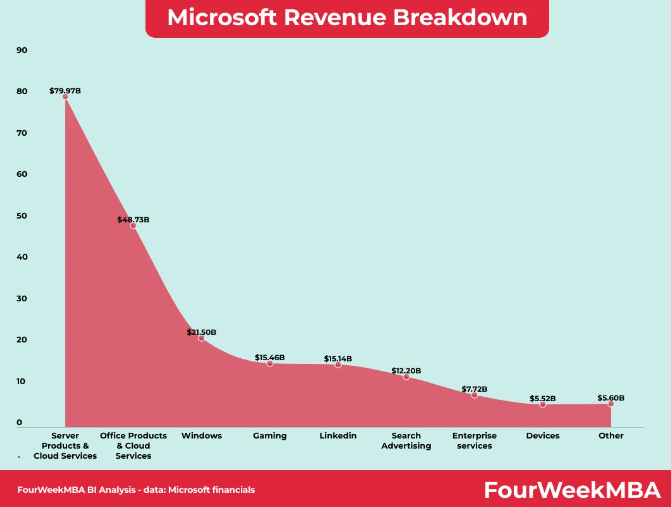 Microsoft Revenue Breakdown
90
80
70
60
50
40
30
20
10
0
-
$79.97B
$48.73B
$21.50B
$15.46B
$15.14B
$12.20B
$7.72B
$5.52B
$5.60B
Server
Products &
Cloud Services
Office Products
& Cloud
Services
Windows
Gaming
Linkedin
Search
Advertising
Enterprise
services
Devices
Other
FourWeekMBA BI Analysis - data: Microsoft financials
FourWeekMBA